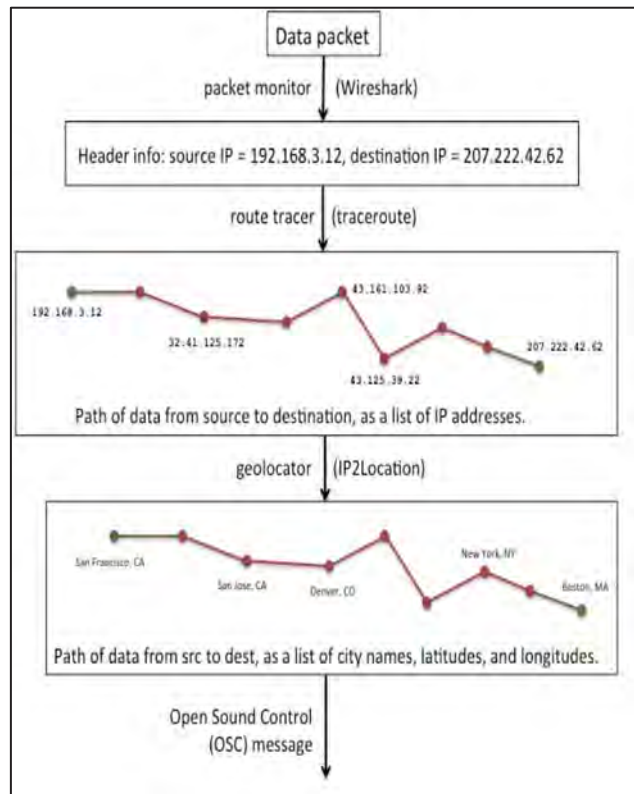 Data packet
packet monitor (Wireshark)
Header info: source IP = 192.168.3.12, destination IP = 207.222.42.62
route tracer (traceroute)
43.161.103.92
192.168.3.12
32:41.125.172
207.222.42.62
43.125.39.22
Path of data from source to destination, as a list of IP addresses.
geolocator (IP2Location)
San Francisco, CA
San Jose, CA
Denver, CO
New York, NY
Boston, MA
Path of data from src to dest, as a list of city names, latitudes, and longitudes.
Open Sound Control
(OSC) message